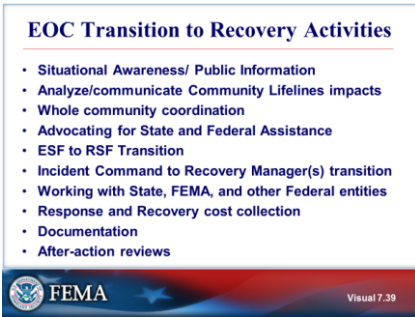 EOC Transition to Recovery Activities
• Situational Awareness/ Public Information
• Analyze/communicate Community Lifelines impacts
• Whole community coordination
• Advocating for State and Federal Assistance
• ESF to RSF Transition
• Incident Command to Recovery Manager(s) transition
• Working with State, FEMA, and other Federal entities
• Response and Recovery cost collection
• Documentation
• After-action reviews
FEMA
Visual 7.39